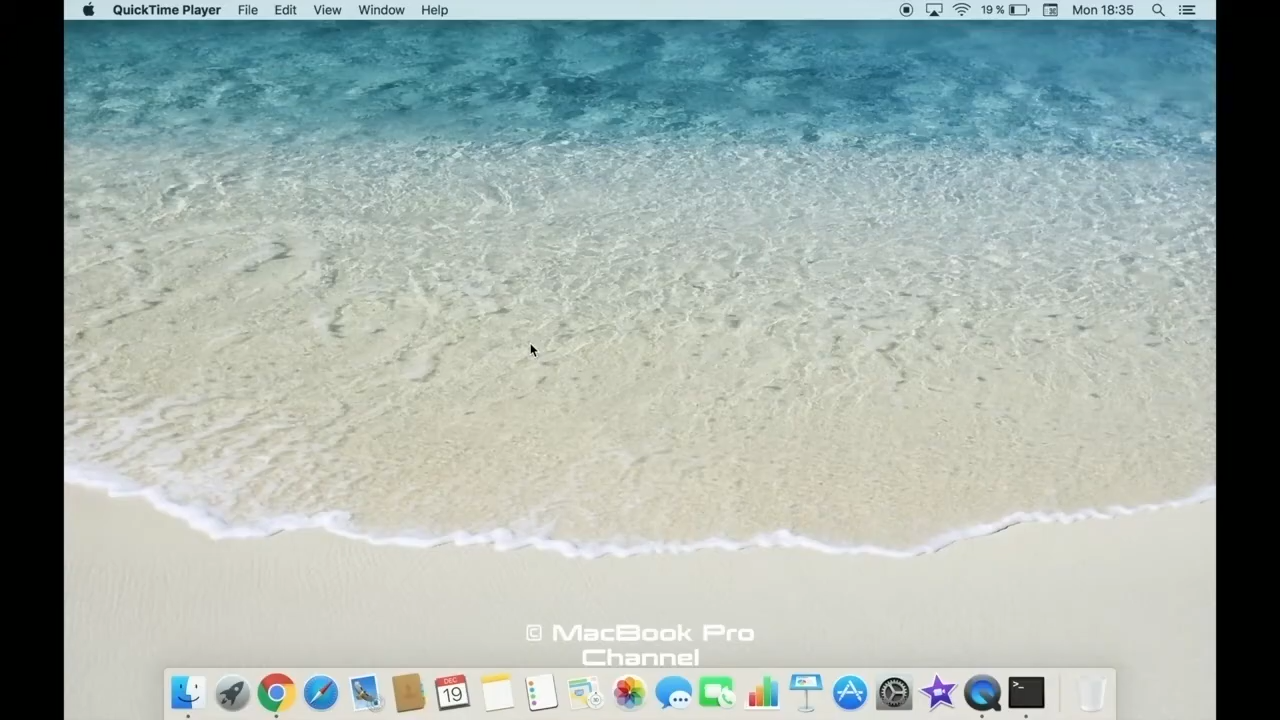 QuickTime Player File Edit View Window Help 19 % Mon 18:35
© MacBook Pro
Channel
DEC
19
>_